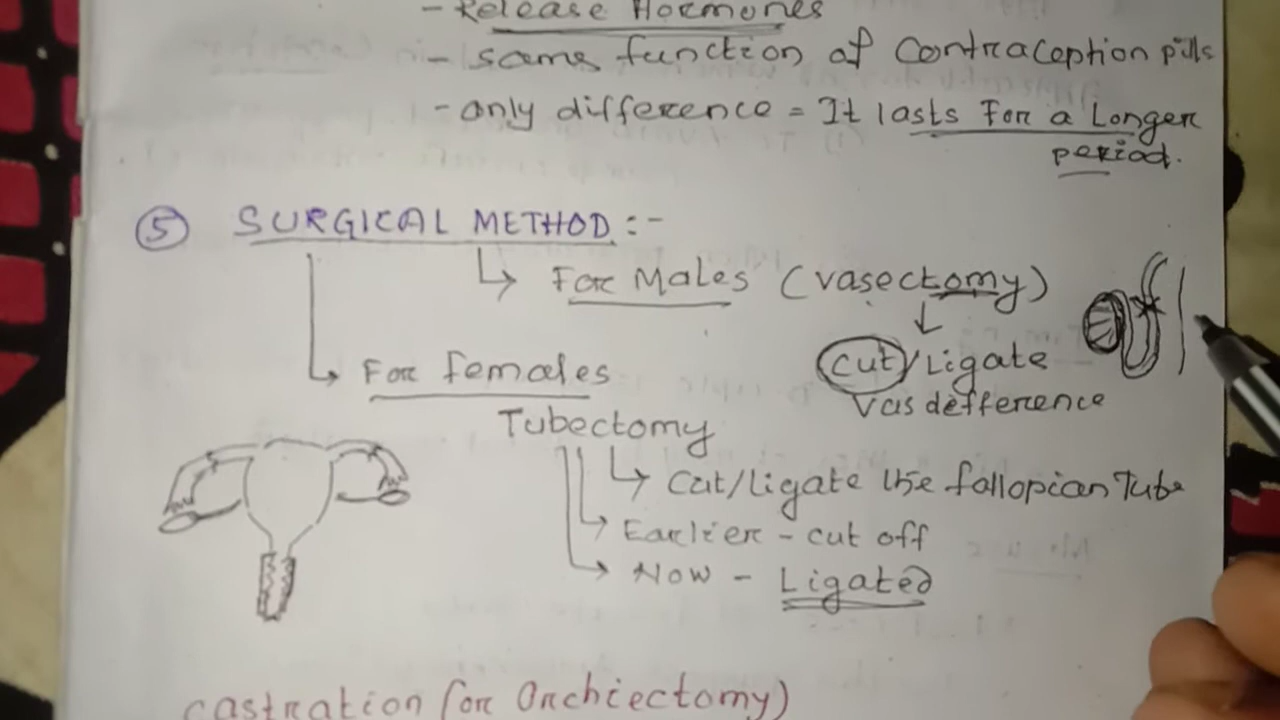 - Release Hormones
- same function of Contraception pills
- only difference = It lasts For a Longer
period.
⑤ SURGICAL METHOD :-
↳ For Males (vasectomy)
↓
cut/Ligate
Vas defference
↳ For females
Tubectomy
↳ Cut/Ligate the fallopian Tube
↳ Earlier - cut off
↳ Now - Ligated
castration (or Orchiectomy)